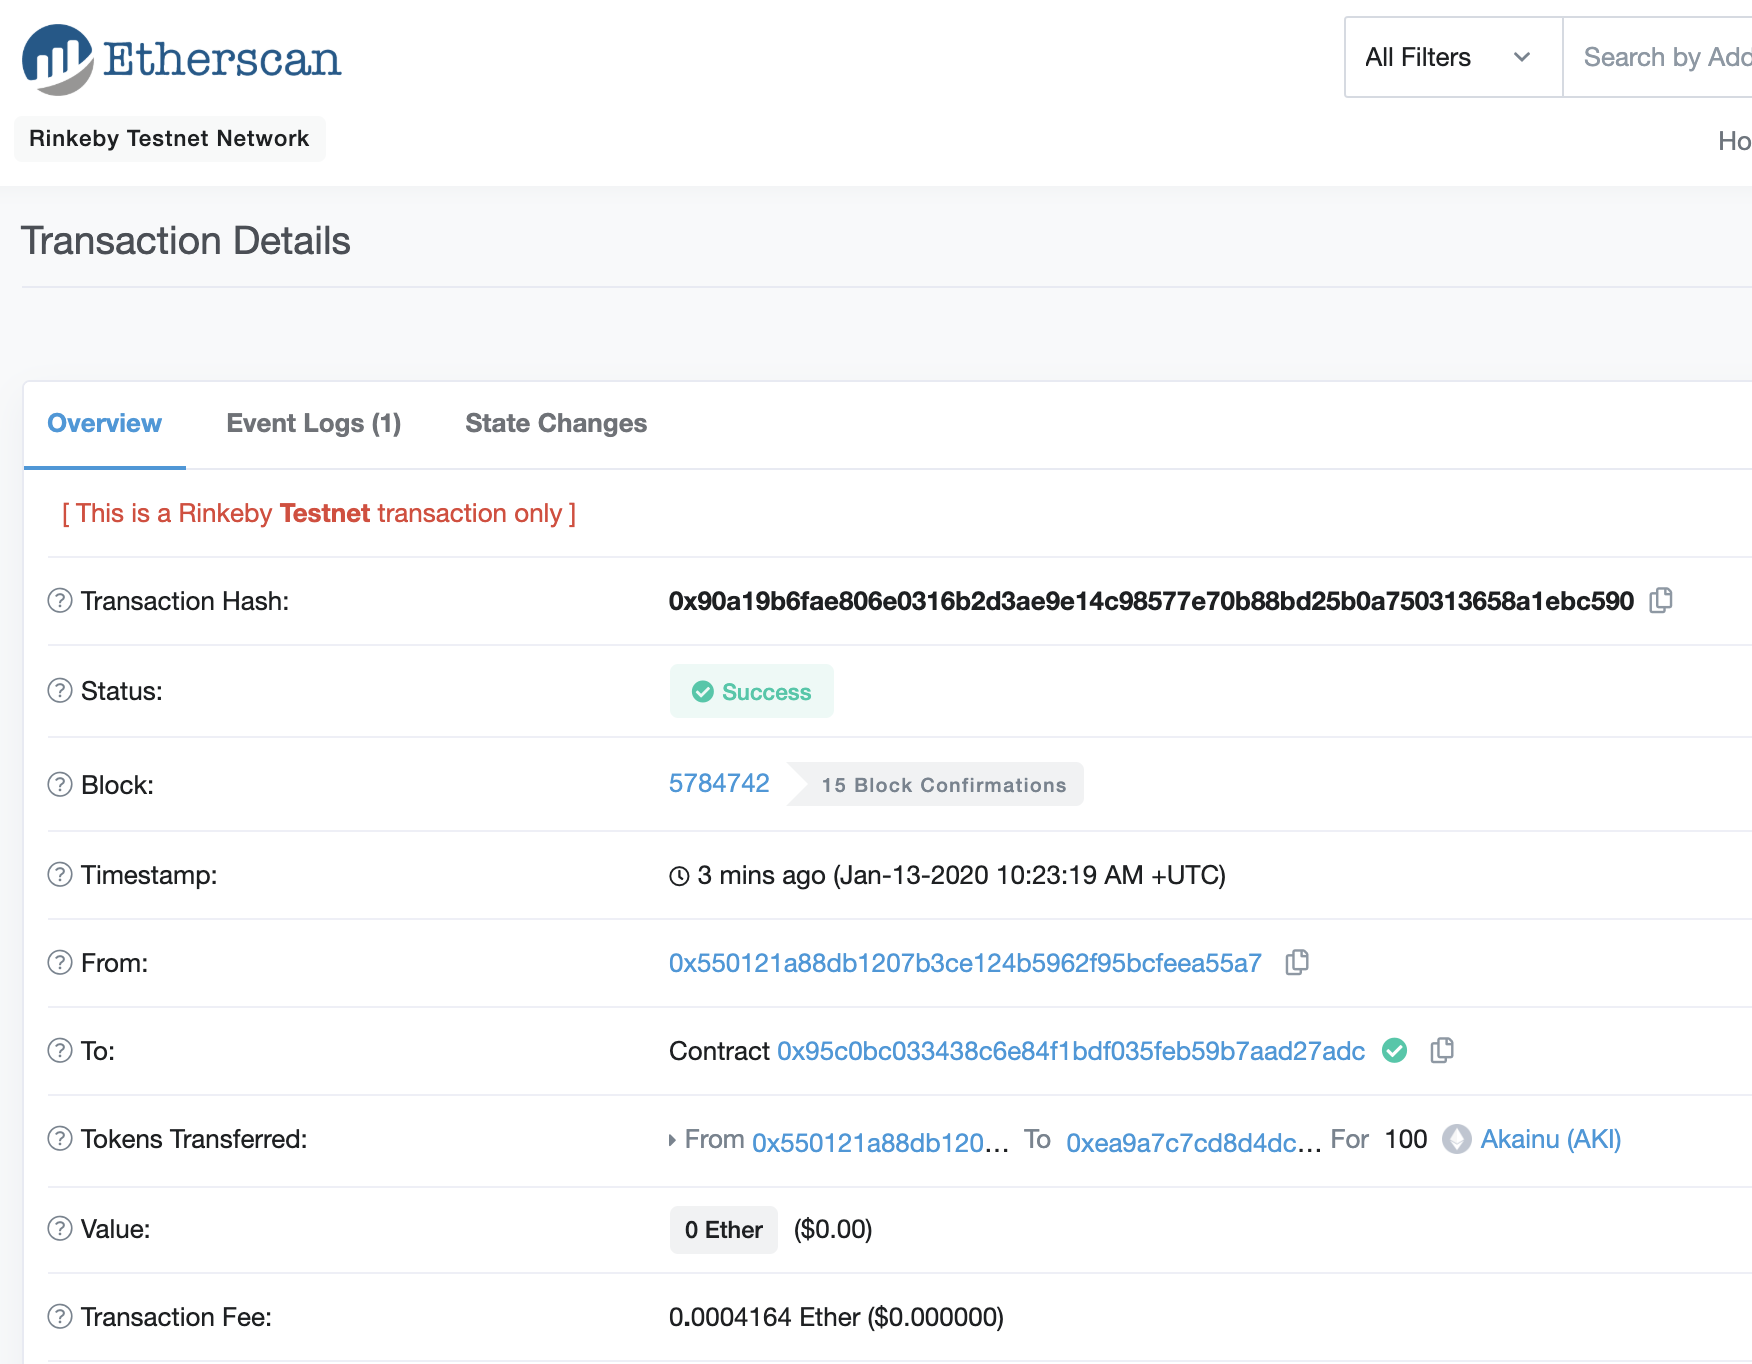 Etherscan
All Filters
Search by Add
Rinkeby Testnet Network
Ho
Transaction Details
Overview Event Logs (1) State Changes
[ This is a Rinkeby Testnet transaction only ]
Transaction Hash: 0x90a19b6fae806e0316b2d3ae9e14c98577e70b88bd25b0a750313658a1ebc590
Status: Success
Block: 5784742 15 Block Confirmations
Timestamp: 3 mins ago (Jan-13-2020 10:23:19 AM +UTC)
From: 0x550121a88db1207b3ce124b5962f95bcfeea55a7
To: Contract 0x95c0bc033438c6e84f1bdf035feb59b7aad27adc
Tokens Transferred: From 0x550121a88db120... To 0xea9a7c7cd8d4dc... For 100 Akainu (AKI)
Value: 0 Ether ($0.00)
Transaction Fee: 0.0004164 Ether ($0.000000)